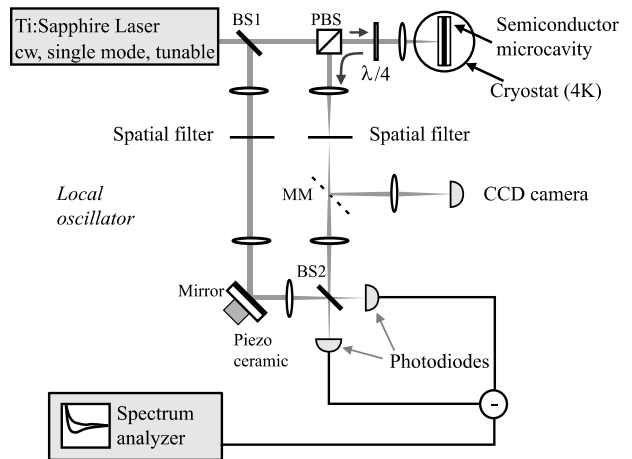 Ti:Sapphire Laser
cw, single mode, tunable
BS1
PBS
λ/4
Semiconductor
microcavity
Cryostat (4K)
Spatial filter
Spatial filter
Local
oscillator
MM
CCD camera
BS2
Mirror
Piezo
ceramic
Photodiodes
-
Spectrum
analyzer